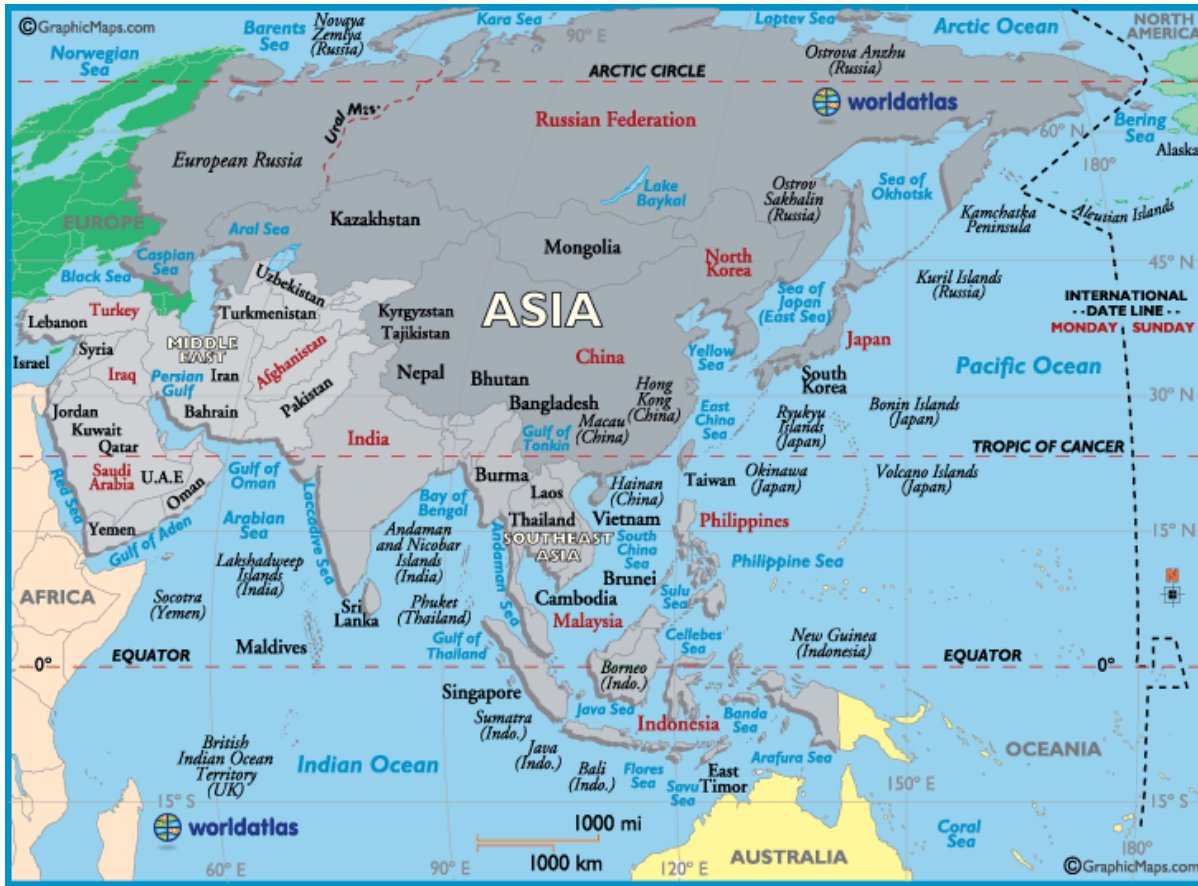 ©GraphicMaps.com
Norwegian
Sea
Barents
Sea
Novaya
Zemlya
(Russia)
Kara Sea
90° E
Laptev Sea
Arctic Ocean
NORTH
AMERICA
Ostrova Anzhu
(Russia)
ARCTIC CIRCLE
worldatlas
Ural Mts.
Russian Federation
European Russia
60° N
Bering
Sea
180°
Alaska
EUROPE
Kazakhstan
Aral Sea
Lake
Baykal
Ostrov
Sakhalin
(Russia)
Sea of
Okhotsk
Kamchatka
Peninsula
Aleutian Islands
Mongolia
North
Korea
Caspian
Sea
Black Sea
45° N
Uzbekistan
Turkmenistan
Kyrgyzstan
Tajikistan
ASIA
Sea of
Japan
(East Sea)
Kuril Islands
(Russia)
INTERNATIONAL
- - DATE LINE - -
MONDAY
SUNDAY
Turkey
Lebanon
Syria
Israel
MIDDLE
EAST
Iraq
Iran
Persian
Gulf
Afghanistan
Pakistan
Nepal
Bhutan
China
Yellow
Sea
Japan
South
Korea
Pacific Ocean
Jordan
Kuwait
Qatar
Bahrain
Bangladesh
Hong
Kong
(China)
Macau
(China)
East
China
Sea
Ryukyu
Islands
(Japan)
Bonin Islands
(Japan)
30° N
India
Gulf of
Tonkin
TROPIC OF CANCER
Saudi
Arabia
U.A.E
Oman
Gulf of
Oman
Red Sea
Yemen
Gulf of Aden
Arabian
Sea
Laccadive Sea
Bay of
Bengal
Burma
Laos
Hainan
(China)
Taiwan
Okinawa
(Japan)
Volcano Islands
(Japan)
Thailand
Vietnam
Philippines
15° N
SOUTHEAST
ASIA
South
China
Sea
Philippine Sea
Andaman
and Nicobar
Islands
(India)
Andaman Sea
Lakshadweep
Islands
(India)
AFRICA
Socotra
(Yemen)
Sri
Lanka
Phuket
(Thailand)
Cambodia
Brunei
Sulu
Sea
N
Malaysia
Gulf of
Thailand
Maldives
Cellebes
Sea
New Guinea
(Indonesia)
0°
EQUATOR
EQUATOR
0°
Borneo
(Indo.)
Singapore
Sumatra
(Indo.)
Java Sea
Indonesia
Banda
Sea
Java
(Indo.)
Bali
(Indo.)
Flores
Sea
Savu
Sea
East
Timor
Arafura Sea
OCEANIA
British
Indian Ocean
Territory
(UK)
Indian Ocean
15° S
150° E
15° S
worldatlas
1000 mi
1000 km
60° E
90° E
120° E
AUSTRALIA
Coral
Sea
180°
©GraphicMaps.com